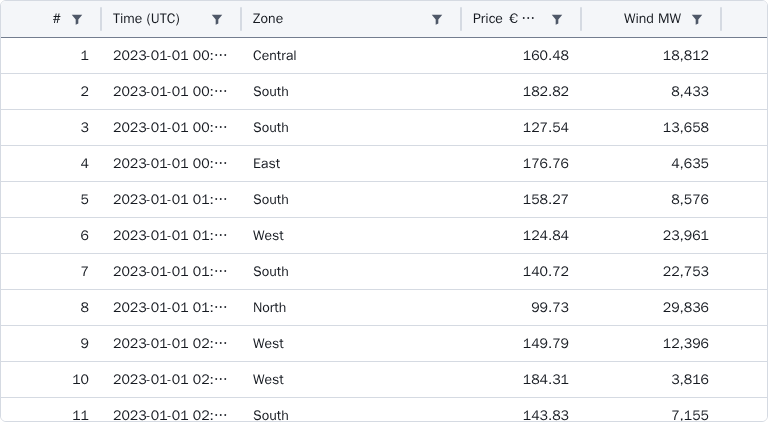 # Time (UTC) Zone Price € ··· Wind MW
1 2023-01-01 00:··· Central 160.48 18,812
2 2023-01-01 00:··· South 182.82 8,433
3 2023-01-01 00:··· South 127.54 13,658
4 2023-01-01 00:··· East 176.76 4,635
5 2023-01-01 01:··· South 158.27 8,576
6 2023-01-01 01:··· West 124.84 23,961
7 2023-01-01 01:··· South 140.72 22,753
8 2023-01-01 01:··· North 99.73 29,836
9 2023-01-01 02:··· West 149.79 12,396
10 2023-01-01 02:··· West 184.31 3,816
11 2023-01-01 02:··· South 143.83 7,155